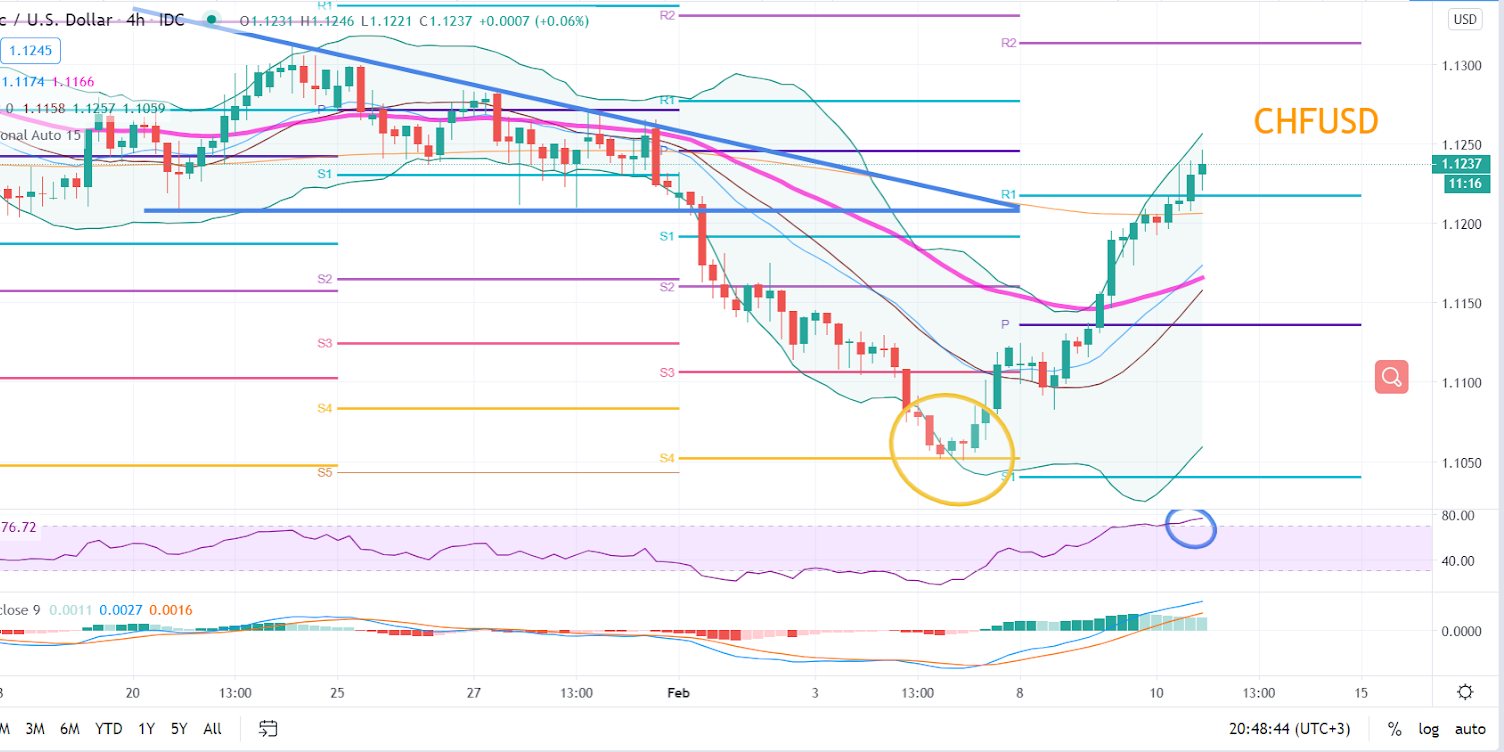 c / U.S. Dollar · 4h · IDC O1.1231 H1.1246 L1.1221 C1.1237 +0.0007 (+0.06%)
USD
1.1245
1.1174 1.1166
0 1.1158 1.1257 1.1059
onal Auto 15
CHFUSD
R1
R2
R2
1.1300
P
R1
1.1250
P
1.1237
11:16
S1
R1
1.1200
S1
S2
S2
1.1150
P
S3
S3
1.1100
S4
S4
1.1050
S5
S1
76.72
80.00
40.00
close 9 0.0011 0.0027 0.0016
0.0000
3 20 13:00 25 27 13:00 Feb 3 13:00 8 10 13:00 15
M 3M 6M YTD 1Y 5Y All 20:48:44 (UTC+3) % log auto